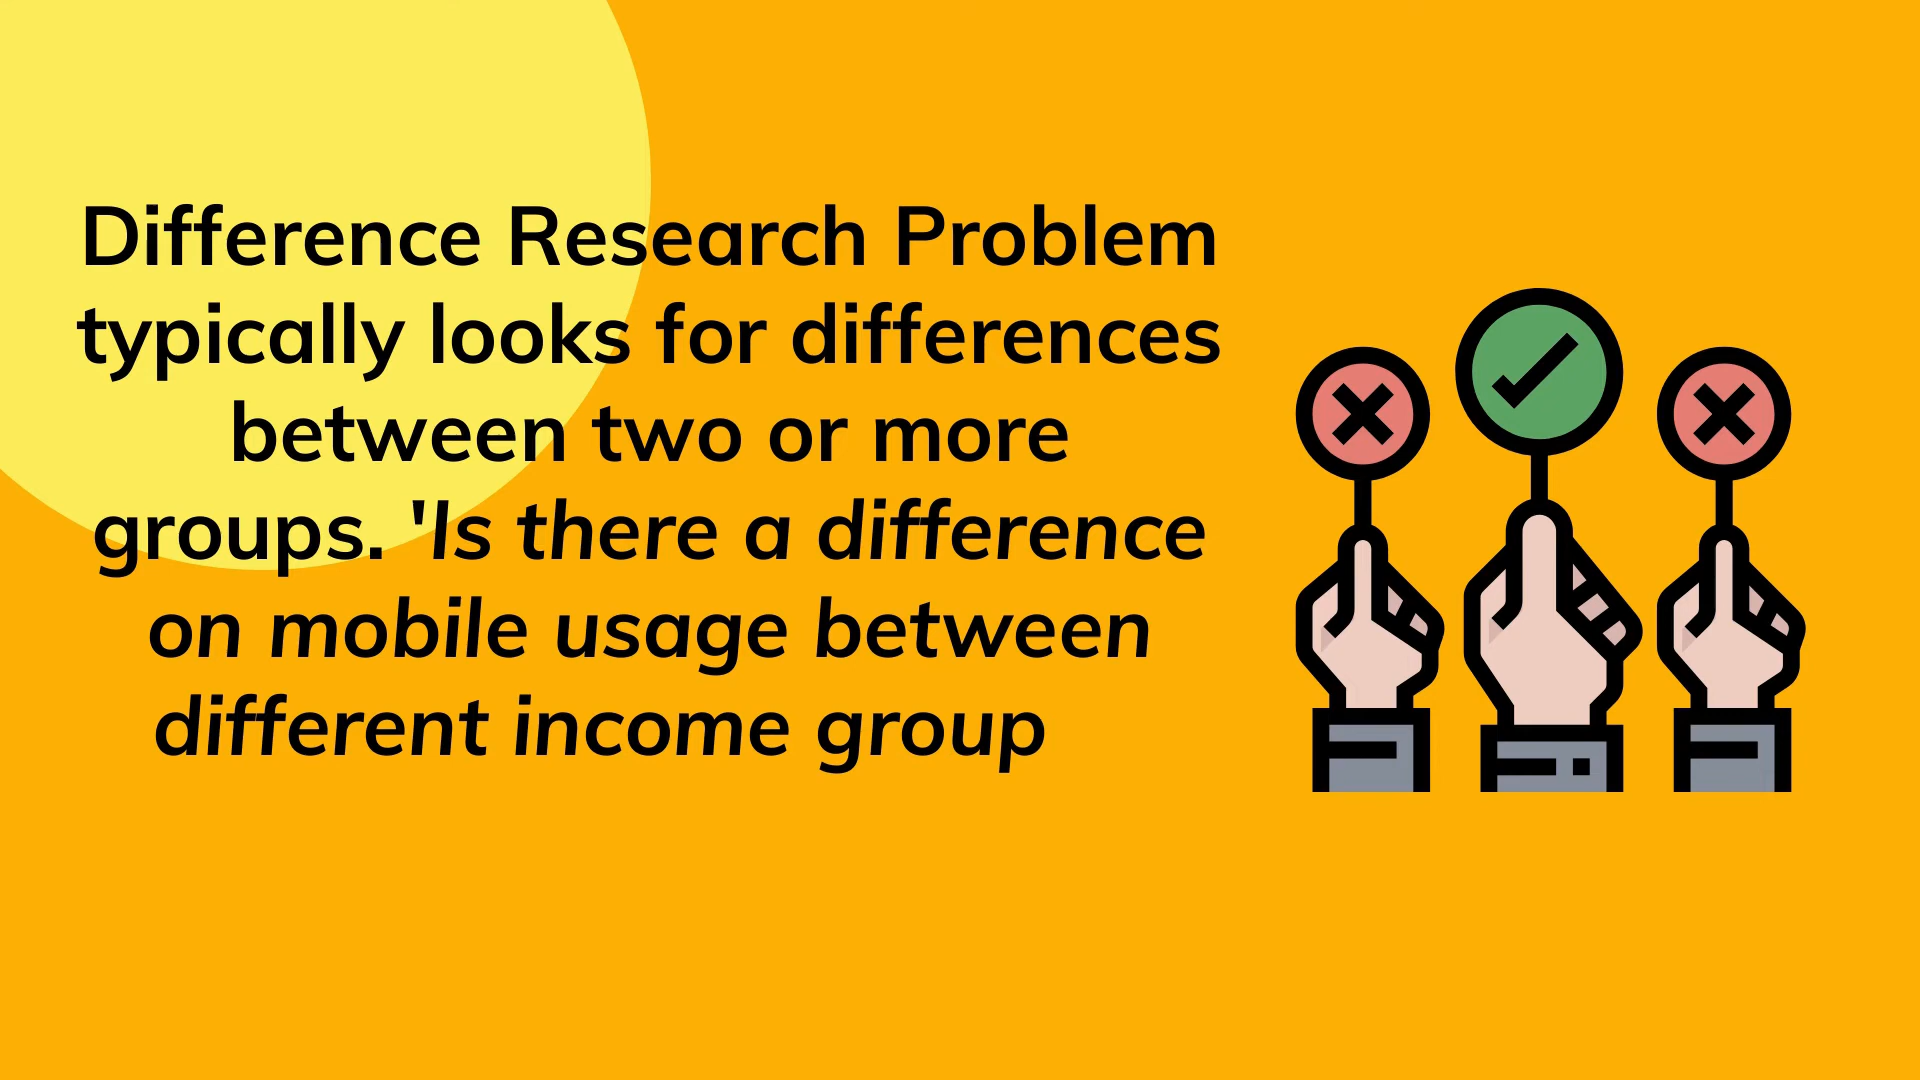 Difference Research Problem
typically looks for differences
between two or more
groups. 'Is there a difference
on mobile usage between
different income group